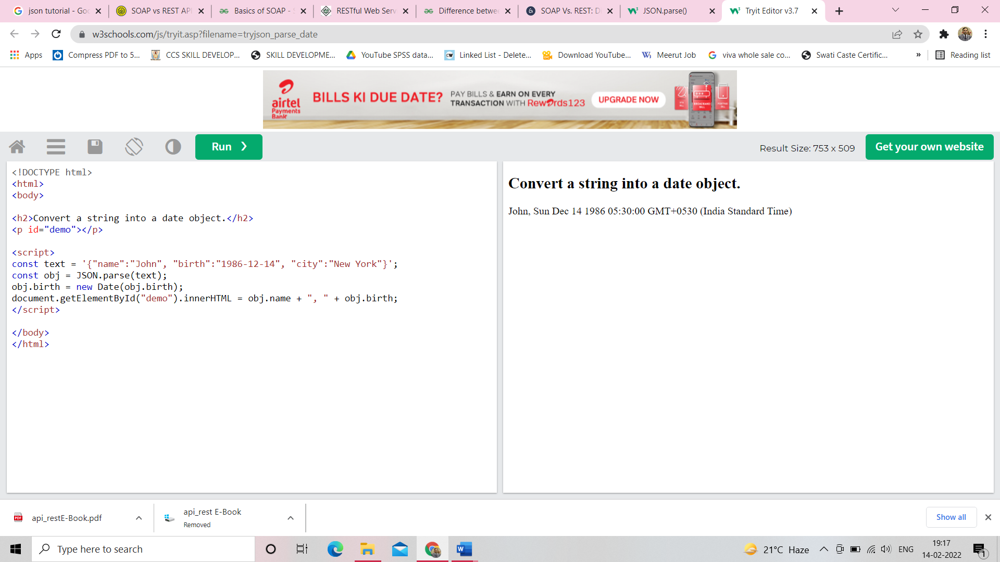 json tutorial - Goo
SOAP vs REST API
Basics of SOAP - S
RESTful Web Serv
Difference betwee
SOAP Vs. REST: D
JSON.parse()
Tryit Editor v3.7
w3schools.com/js/tryit.asp?filename=tryjson_parse_date
Apps
Compress PDF to 5...
CCS SKILL DEVELOP...
SKILL DEVELOPME...
YouTube SPSS data...
Linked List - Delete...
Download YouTube...
Meerut Job
viva whole sale co...
Swati Caste Certific...
»
Reading list
airtel
Payments
Bank
BILLS KI DUE DATE?
PAY BILLS & EARN ON EVERY
TRANSACTION WITH Rewards123
UPGRADE NOW
Run ❯
Result Size: 753 x 509
Get your own website
<!DOCTYPE html>
<html>
<body>
<h2>Convert a string into a date object.</h2>
<p id="demo"></p>
<script>
const text = '{"name":"John", "birth":"1986-12-14", "city":"New York"}';
const obj = JSON.parse(text);
obj.birth = new Date(obj.birth);
document.getElementById("demo").innerHTML = obj.name + ", " + obj.birth;
</script>
</body>
</html>
Convert a string into a date object.
John, Sun Dec 14 1986 05:30:00 GMT+0530 (India Standard Time)
PDF
api_restE-Book.pdf
api_rest E-Book
Removed
Show all
Type here to search
21°C Haze
ENG
19:17
14-02-2022
1